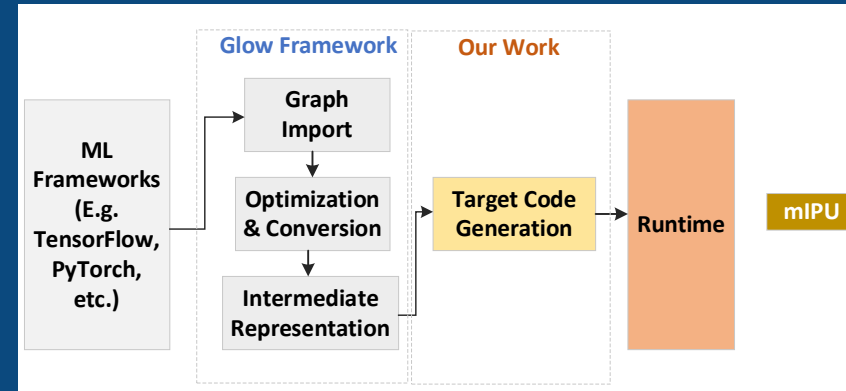 Glow Framework
Our Work
ML
Frameworks
(E.g.
TensorFlow,
PyTorch,
etc.)
Graph
Import
Optimization
& Conversion
Intermediate
Representation
Target Code
Generation
Runtime
mIPU